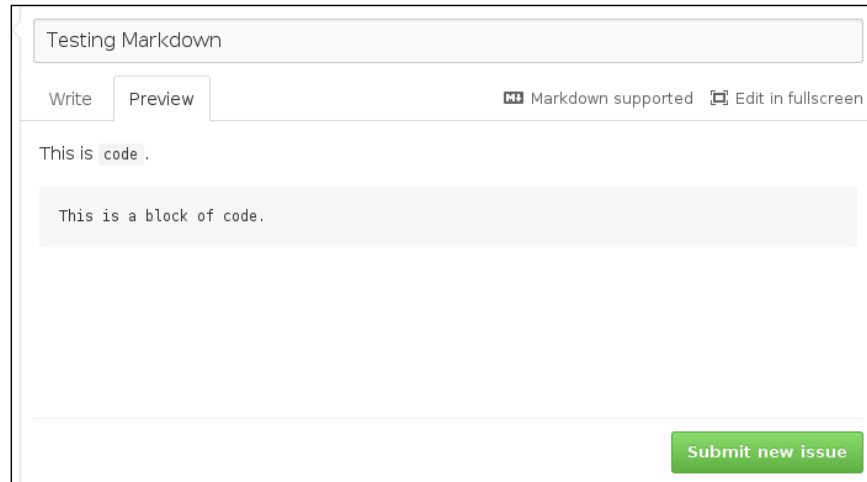 Testing Markdown
Write Preview Markdown supported Edit in fullscreen
This is code.
This is a block of code.
Submit new issue